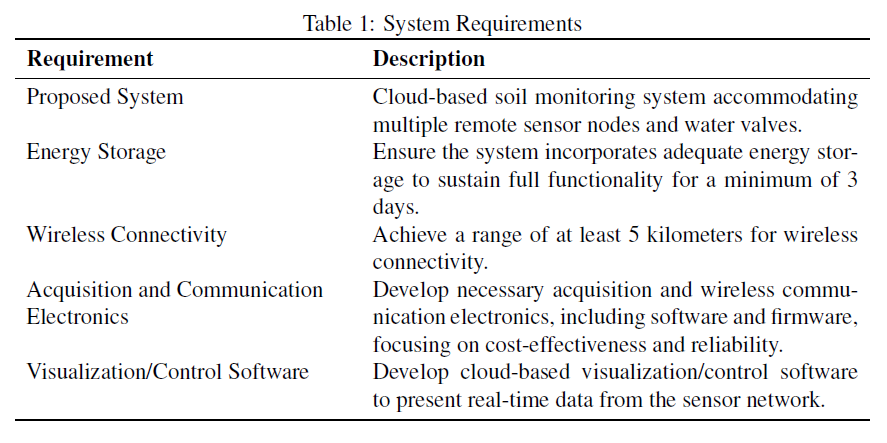 Table 1: System Requirements
Requirement Description
Proposed System Cloud-based soil monitoring system accommodating
multiple remote sensor nodes and water valves.
Energy Storage Ensure the system incorporates adequate energy stor-
age to sustain full functionality for a minimum of 3
days.
Wireless Connectivity Achieve a range of at least 5 kilometers for wireless
connectivity.
Acquisition and Communication Develop necessary acquisition and wireless commu-
Electronics nication electronics, including software and firmware,
focusing on cost-effectiveness and reliability.
Visualization/Control Software Develop cloud-based visualization/control software
to present real-time data from the sensor network.